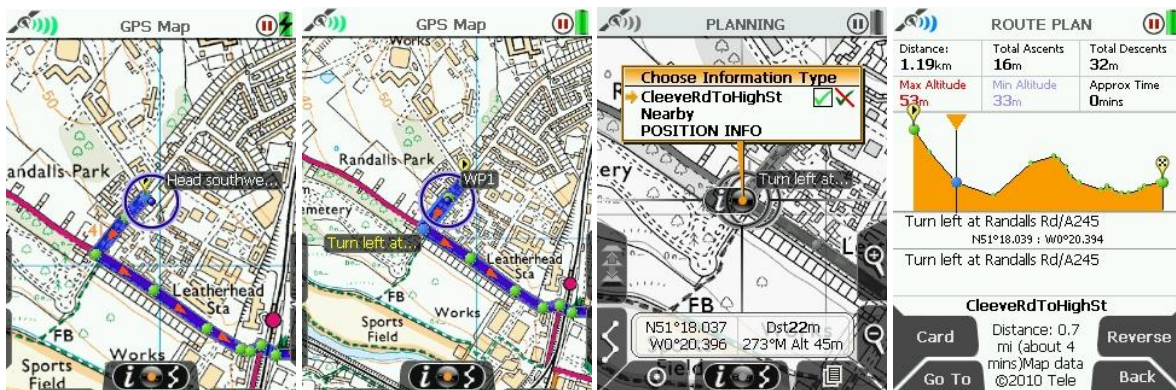 GPS Map
50
Randalls Park
Head southwe...
40
Leatherhead
Sta
FB
Works
Sports
Field
GPS Map
Works
50
Randalls Park
WP1
emetery
Turn left at...
Leatherhead
Sta
FB
Works
Sports
Field
PLANNING
Choose Information Type
CleeveRdToHighSt
Nearby
POSITION INFO
Turn left at...
FB
N51°18.037
W0°20.396
Dst22m
273°M Alt 45m
ROUTE PLAN
Distance:
1.19km
Total Ascents
16m
Total Descents
32m
Max Altitude
53m
Min Altitude
33m
Approx Time
0mins
Turn left at Randalls Rd/A245
N51°18.039 : W0°20.394
Turn left at Randalls Rd/A245
CleeveRdToHighSt
Distance: 0.7
mi (about 4
mins)Map data
©2010 Tele
Card
Reverse
Go To
Back